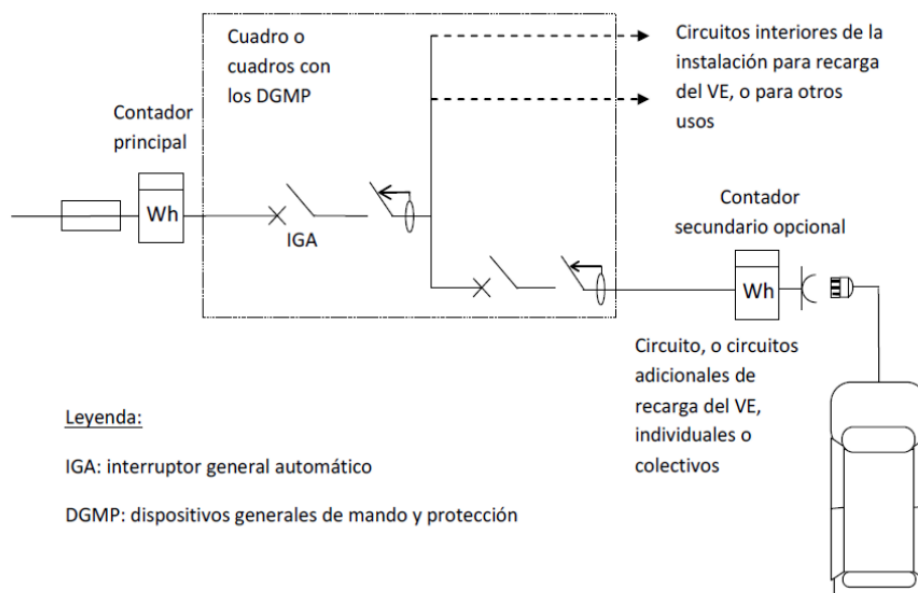 Cuadro o
cuadros con
los DGMP
Circuitos interiores de la
instalación para recarga
del VE, o para otros
usos
Contador
principal
Wh
IGA
Contador
secundario opcional
Wh
Circuito, o circuitos
adicionales de
recarga del VE,
individuales o
colectivos
Leyenda:
IGA: interruptor general automático
DGMP: dispositivos generales de mando y protección